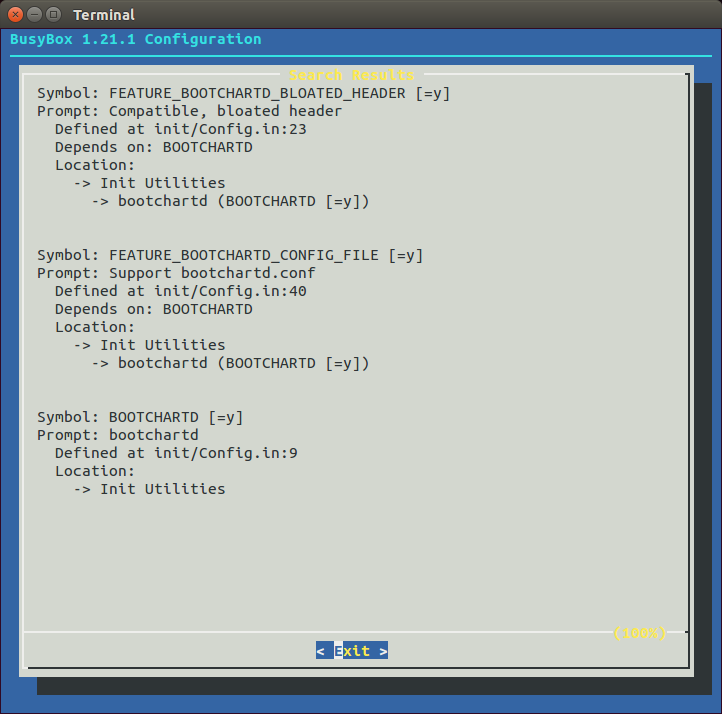 Terminal
BusyBox 1.21.1 Configuration
Search Results
Symbol: FEATURE_BOOTCHARTD_BLOATED_HEADER [=y]
Prompt: Compatible, bloated header
Defined at init/Config.in:23
Depends on: BOOTCHARTD
Location:
-> Init Utilities
-> bootchartd (BOOTCHARTD [=y])
Symbol: FEATURE_BOOTCHARTD_CONFIG_FILE [=y]
Prompt: Support bootchartd.conf
Defined at init/Config.in:40
Depends on: BOOTCHARTD
Location:
-> Init Utilities
-> bootchartd (BOOTCHARTD [=y])
Symbol: BOOTCHARTD [=y]
Prompt: bootchartd
Defined at init/Config.in:9
Location:
-> Init Utilities
(100%)
< Exit >